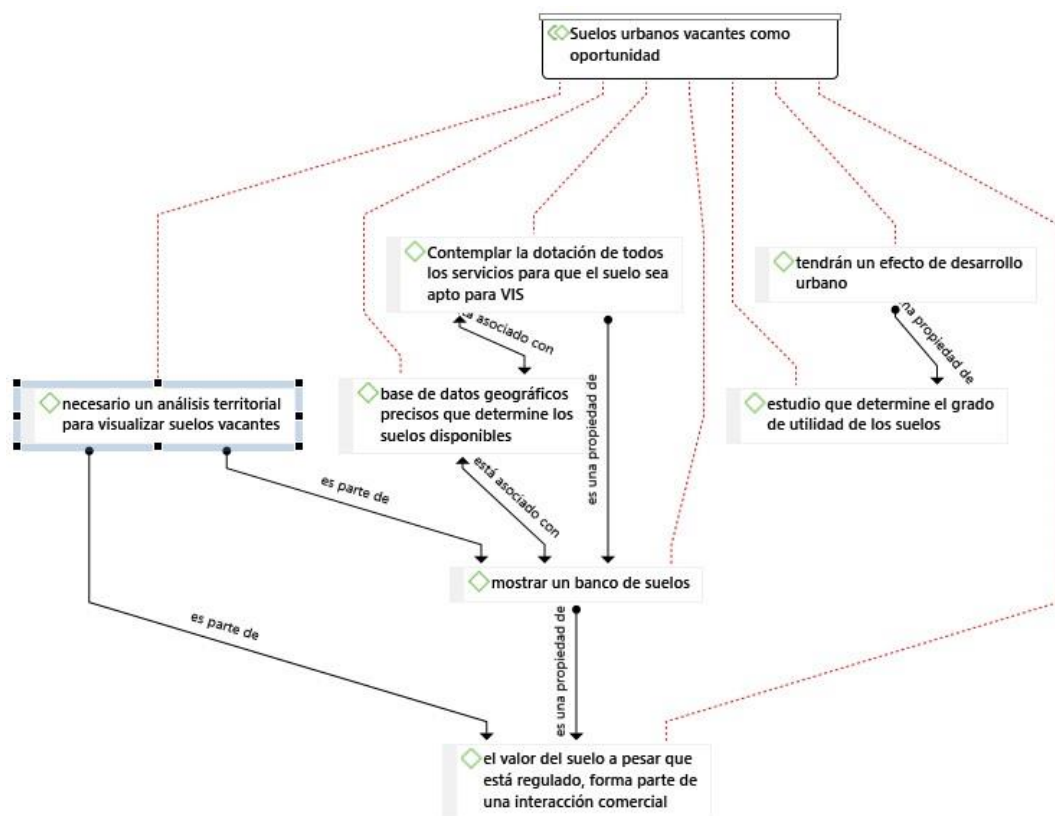 Suelos urbanos vacantes como
oportunidad
Contemplar la dotación de todos
los servicios para que el suelo sea
apto para VIS
tendrán un efecto de desarrollo
urbano
asociado con
es una propiedad de
una propiedad de
necesario un análisis territorial
para visualizar suelos vacantes
base de datos geográficos
precisos que determine los
suelos disponibles
estudio que determine el grado
de utilidad de los suelos
es parte de
está asociado con
mostrar un banco de suelos
es parte de
es una propiedad de
el valor del suelo a pesar que
está regulado, forma parte de
una interacción comercial